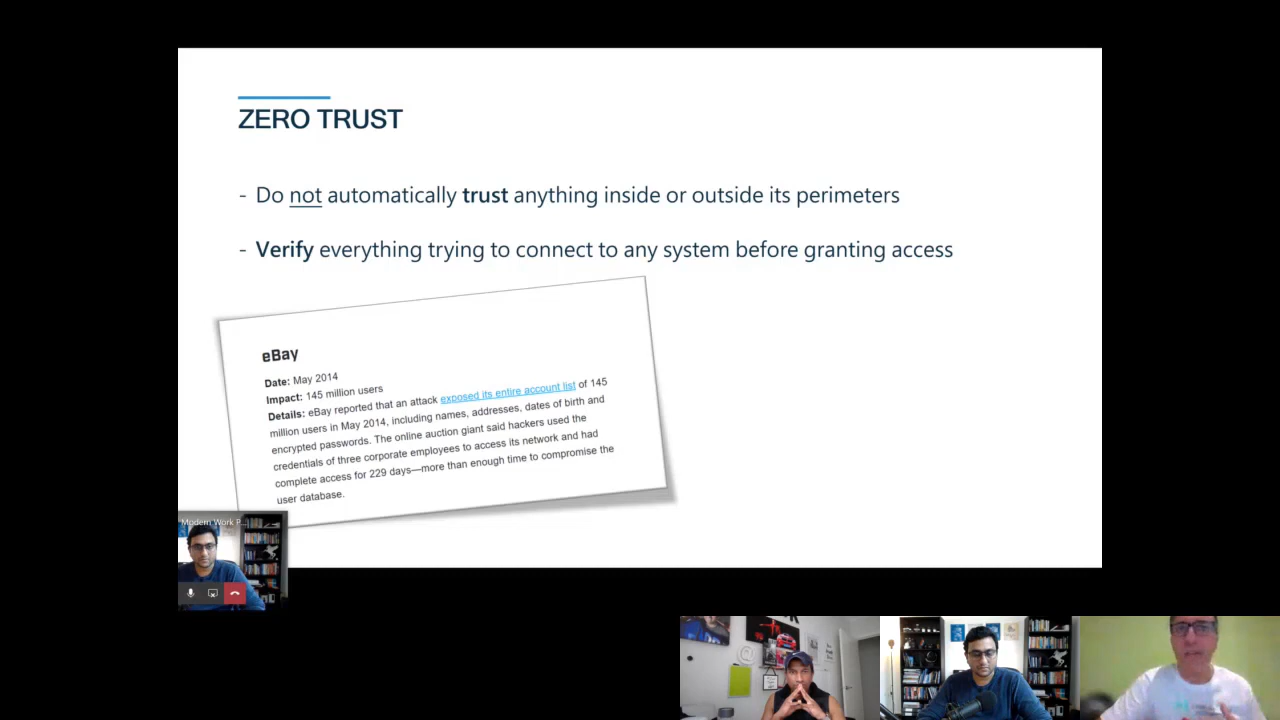 ZERO TRUST
- Do not automatically trust anything inside or outside its perimeters
- Verify everything trying to connect to any system before granting access
eBay
Date: May 2014
Impact: 145 million users
Details: eBay reported that an attack exposed its entire account list of 145
million users in May 2014, including names, addresses, dates of birth and
encrypted passwords. The online auction giant said hackers used the
credentials of three corporate employees to access its network and had
complete access for 229 days—more than enough time to compromise the
user database.
Modern Work P...